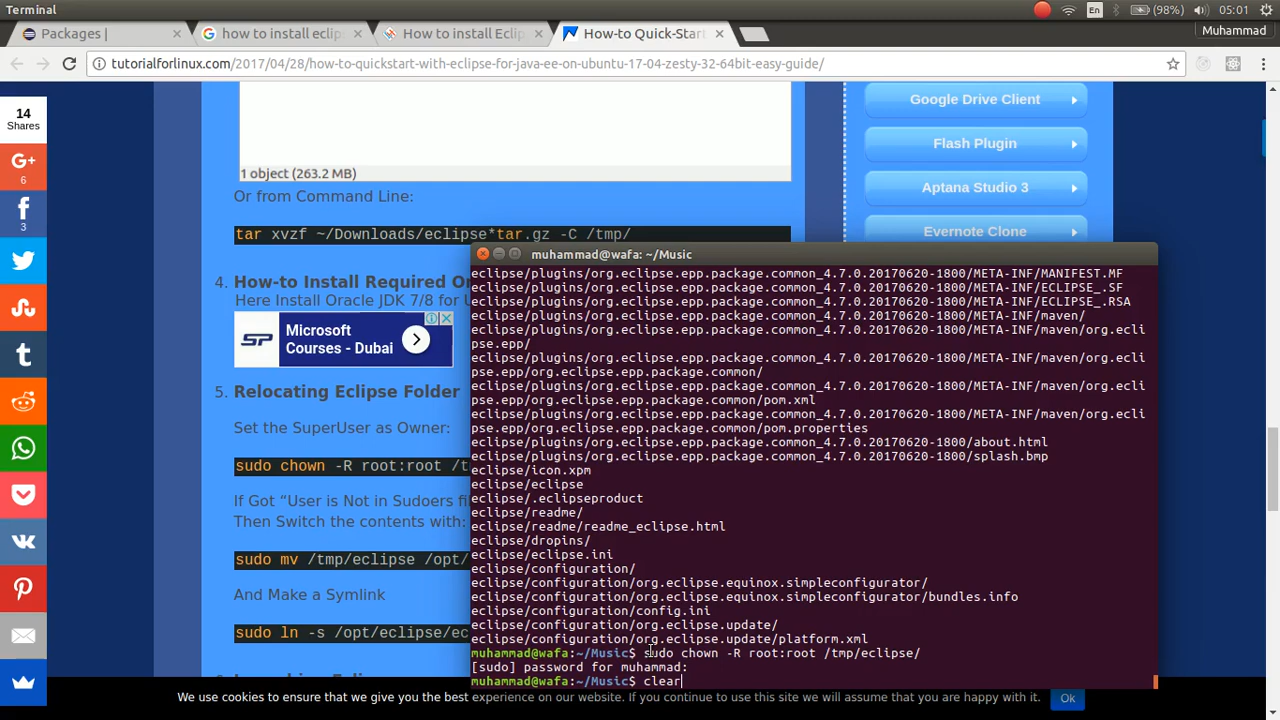 Terminal
En
(98%)
05:01
Packages |
how to install eclip
How to install Eclip
How-to Quick-Start
Muhammad
tutorialforlinux.com/2017/04/28/how-to-quickstart-with-eclipse-for-java-ee-on-ubuntu-17-04-zesty-32-64bit-easy-guide/
14
Shares
6
3
1 object (263.2 MB)
Or from Command Line:
tar xvzf ~/Downloads/eclipse*tar.gz -C /tmp/
4. How-to Install Required Or
Here Install Oracle JDK 7/8 for U
SP
Microsoft
Courses - Dubai
5. Relocating Eclipse Folder
Set the SuperUser as Owner:
sudo chown -R root:root /t
If Got “User is Not in Sudoers fi
Then Switch the contents with:
sudo mv /tmp/eclipse /opt/
And Make a Symlink
sudo ln -s /opt/eclipse/ec
Google Drive Client
Flash Plugin
Aptana Studio 3
Evernote Clone
muhammad@wafa: ~/Music
eclipse/plugins/org.eclipse.epp.package.common_4.7.0.20170620-1800/META-INF/MANIFEST.MF
eclipse/plugins/org.eclipse.epp.package.common_4.7.0.20170620-1800/META-INF/ECLIPSE_.SF
eclipse/plugins/org.eclipse.epp.package.common_4.7.0.20170620-1800/META-INF/ECLIPSE_.RSA
eclipse/plugins/org.eclipse.epp.package.common_4.7.0.20170620-1800/META-INF/maven/
eclipse/plugins/org.eclipse.epp.package.common_4.7.0.20170620-1800/META-INF/maven/org.ecli
pse.epp/
eclipse/plugins/org.eclipse.epp.package.common_4.7.0.20170620-1800/META-INF/maven/org.ecli
pse.epp/org.eclipse.epp.package.common/
eclipse/plugins/org.eclipse.epp.package.common_4.7.0.20170620-1800/META-INF/maven/org.ecli
pse.epp/org.eclipse.epp.package.common/pom.xml
eclipse/plugins/org.eclipse.epp.package.common_4.7.0.20170620-1800/META-INF/maven/org.ecli
pse.epp/org.eclipse.epp.package.common/pom.properties
eclipse/plugins/org.eclipse.epp.package.common_4.7.0.20170620-1800/about.html
eclipse/plugins/org.eclipse.epp.package.common_4.7.0.20170620-1800/splash.bmp
eclipse/icon.xpm
eclipse/eclipse
eclipse/.eclipseproduct
eclipse/readme/
eclipse/readme/readme_eclipse.html
eclipse/dropins/
eclipse/eclipse.ini
eclipse/configuration/
eclipse/configuration/org.eclipse.equinox.simpleconfigurator/
eclipse/configuration/org.eclipse.equinox.simpleconfigurator/bundles.info
eclipse/configuration/config.ini
eclipse/configuration/org.eclipse.update/
eclipse/configuration/org.eclipse.update/platform.xml
muhammad@wafa:~/Music$ sudo chown -R root:root /tmp/eclipse/
[sudo] password for muhammad:
muhammad@wafa:~/Music$ clear
We use cookies to ensure that we give you the best experience on our website. If you continue to use this site we will assume that you are happy with it.
Ok